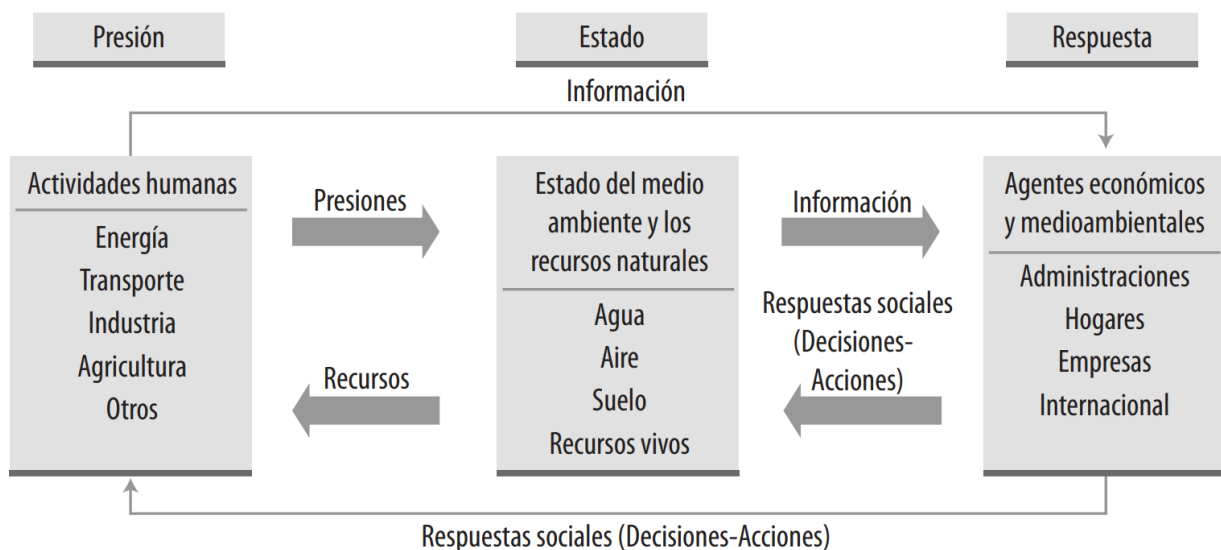 Presión
Estado
Respuesta
Información
Actividades humanas
Energía
Transporte
Industria
Agricultura
Otros
Presiones
Recursos
Estado del medio
ambiente y los
recursos naturales
Agua
Aire
Suelo
Recursos vivos
Información
Respuestas sociales
(Decisiones-
Acciones)
Agentes económicos
y medioambientales
Administraciones
Hogares
Empresas
Internacional
Respuestas sociales (Decisiones-Acciones)